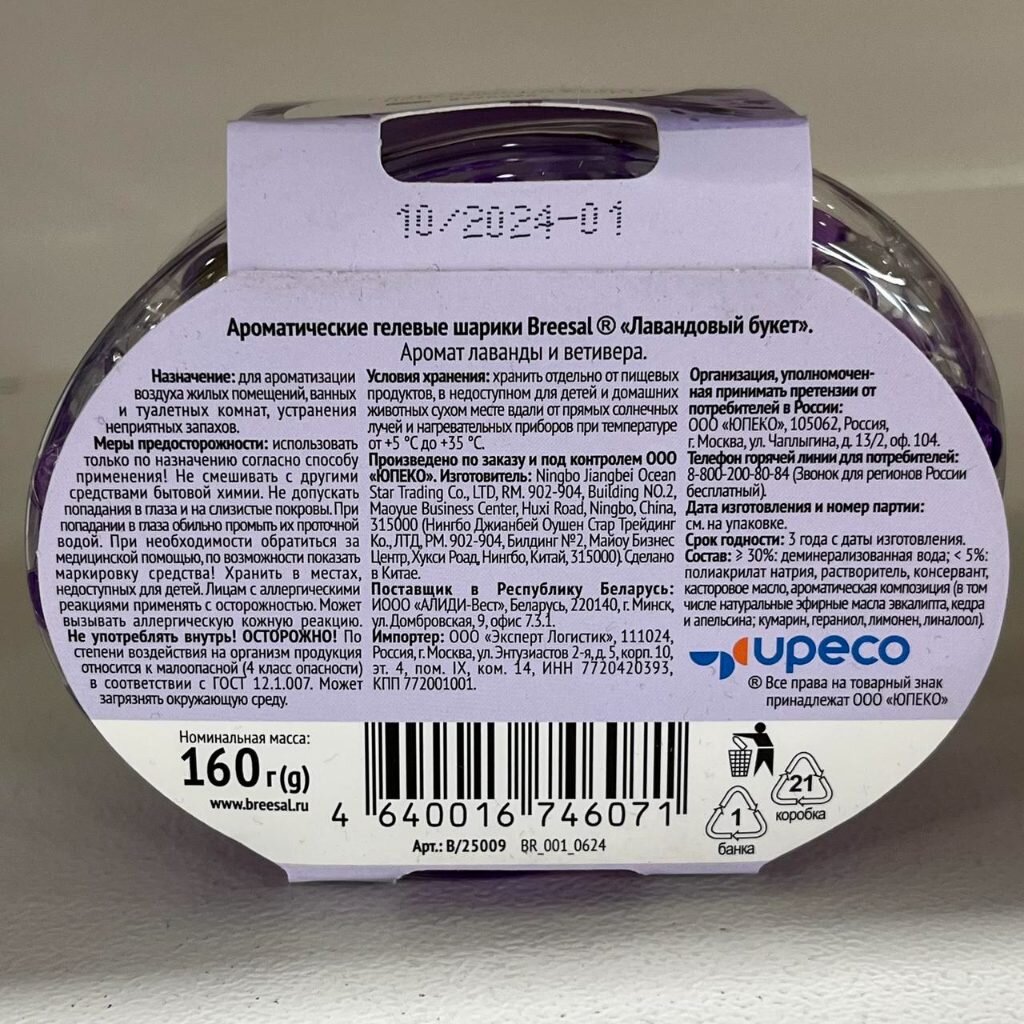 10/2024-01
Ароматические гелевые шарики Breesal ® «Лавандовый букет».
Аромат лаванды и ветивера.
Назначение: для ароматизации
воздуха жилых помещений, ванных
и туалетных комнат, устранения
неприятных запахов.
Меры предосторожности: использовать
только по назначению согласно способу
применения! Не смешивать с другими
средствами бытовой химии. Не допускать
попадания в глаза и на слизистые покровы. При
попадании в глаза обильно промыть их проточной
водой. При необходимости обратиться за
медицинской помощью, по возможности показать
маркировку средства! Хранить в местах,
недоступных для детей. Лицам с аллергическими
реакциями применять с осторожностью. Может
вызывать аллергическую кожную реакцию.
Не употреблять внутрь! ОСТОРОЖНО! По
степени воздействия на организм продукция
относится к малоопасной (4 класс опасности)
в соответствии с ГОСТ 12.1.007. Может
загрязнять окружающую среду.
Условия хранения: хранить отдельно от пищевых
продуктов, в недоступном для детей и домашних
животных сухом месте вдали от прямых солнечных
лучей и нагревательных приборов при температуре
от +5 °С до +35 °С.
Произведено по заказу и под контролем ООО
«ЮПЕКО». Изготовитель: Ningbo Jiangbei Ocean
Star Trading Co., LTD, RM. 902-904, Building NO.2,
Maoyue Business Center, Huxi Road, Ningbo, China,
315000 (Нингбо Джианбей Оушен Стар Трейдинг
Ко., ЛТД, РМ. 902-904, Билдинг №2, Майоу Бизнес
Центр, Хукси Роад, Нингбо, Китай, 315000). Сделано
в Китае.
Поставщик в Республику Беларусь:
ИООО «АЛИДИ-Вест», Беларусь, 220140, г. Минск,
ул. Домбровская, 9, офис 7.3.1.
Импортер: ООО «Эксперт Логистик», 111024,
Россия, г. Москва, ул. Энтузиастов 2-я, д. 5, корп. 10,
эт. 4, пом. IX, ком. 14, ИНН 7720420393,
КПП 772001001.
Организация, уполномочен-
ная принимать претензии от
потребителей в России:
ООО «ЮПЕКО», 105062, Россия,
г. Москва, ул. Чаплыгина, д. 13/2, оф. 104.
Телефон горячей линии для потребителей:
8-800-200-80-84 (Звонок для регионов России
бесплатный).
Дата изготовления и номер партии:
см. на упаковке.
Срок годности: 3 года с даты изготовления.
Состав: ≥ 30%: деминерализованная вода; < 5%:
полиакрилат натрия, растворитель, консервант,
касторовое масло, ароматическая композиция (в том
числе натуральные эфирные масла эвкалипта, кедра
и апельсина; кумарин, гераниол, лимонен, линалоол).
upeco
® Все права на товарный знак
принадлежат ООО «ЮПЕКО»
Номинальная масса:
160 г(g)
www.breesal.ru
4 640016 746071
Арт.: B/25009 BR_001_0624
1
банка
21
коробка